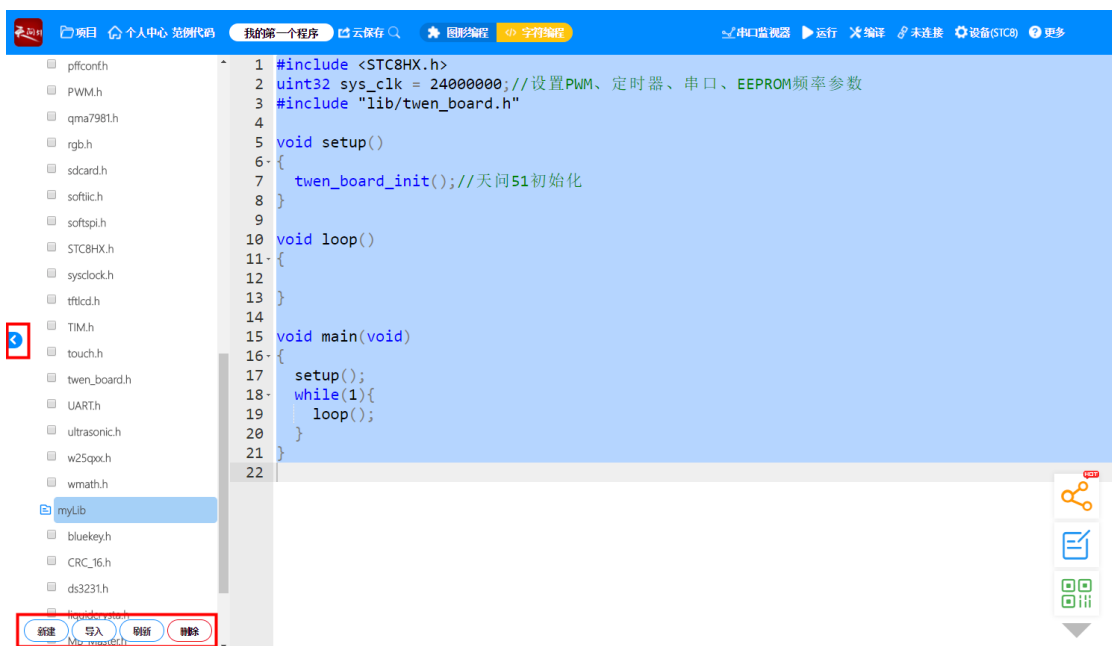 天问51 项目 个人中心 范例代码 我的第一个程序 云保存 图形编程 </> 字符编程 串口监视器 运行 编译 未连接 设备(STC8) 更多
pffconf.h
PWM.h
qma7981.h
rgb.h
sdcard.h
softiic.h
softspi.h
STC8HX.h
sysclock.h
tftlcd.h
TIM.h
touch.h
twen_board.h
UART.h
ultrasonic.h
w25qxx.h
wmath.h
myLib
bluekey.h
CRC_16.h
ds3231.h
liquidcrysta.h
MB_Master.h
新建 导入 刷新 删除
1 #include <STC8HX.h>
2 uint32 sys_clk = 24000000;//设置PWM、定时器、串口、EEPROM频率参数
3 #include "lib/twen_board.h"
4
5 void setup()
6 {
7 twen_board_init();//天问51初始化
8 }
9
10 void loop()
11 {
12
13 }
14
15 void main(void)
16 {
17 setup();
18 while(1){
19 loop();
20 }
21 }
22
HOT